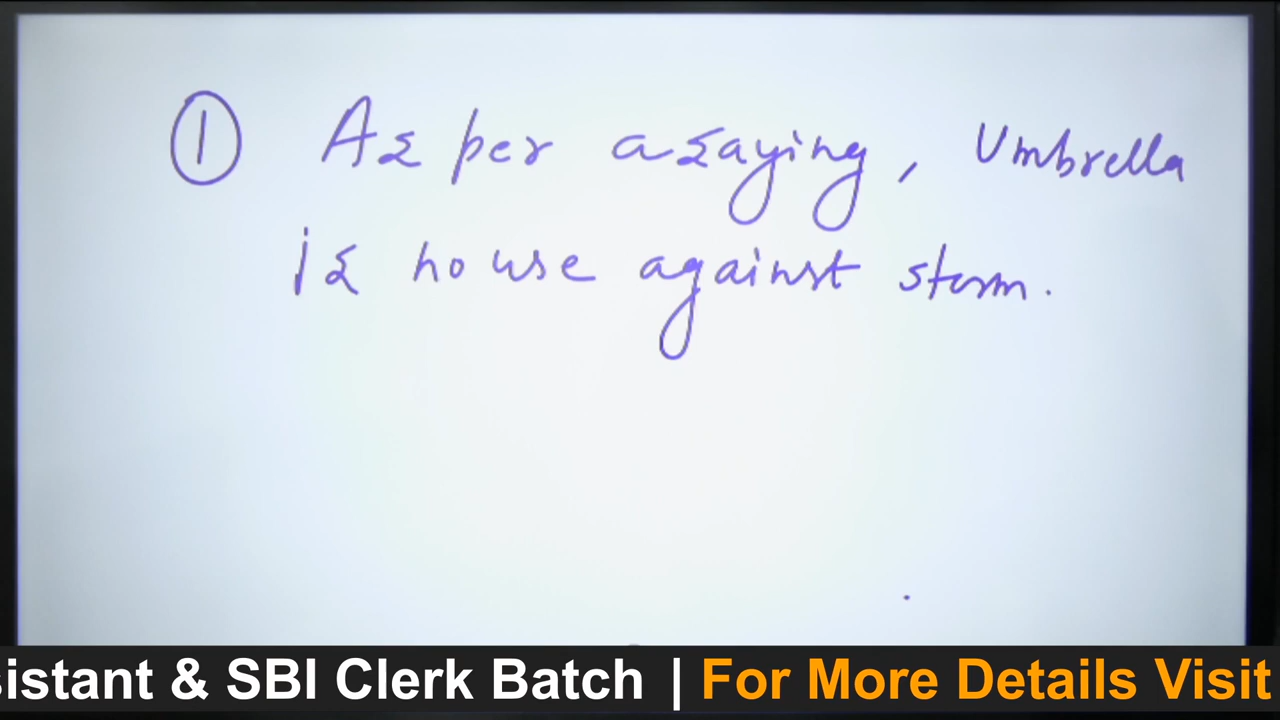 1 As per a saying, Umbrella
is house against storm.
sistant & SBI Clerk Batch | For More Details Visit